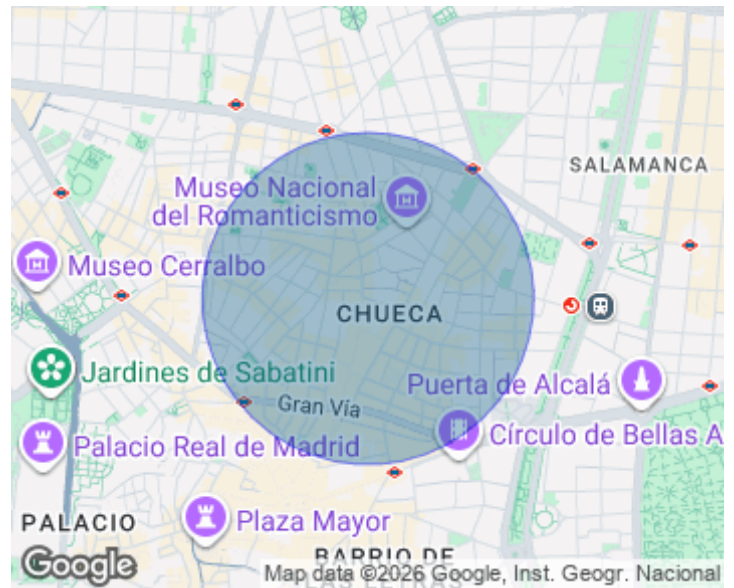 SALAMANCA
Museo Nacional
del Romanticismo
Museo Cerralbo
CHUECA
Jardines de Sabatini
Puerta de Alcalá
Gran Vía
Círculo de Bellas A
Palacio Real de Madrid
PALACIO
Plaza Mayor
BARRIO DE
Google
Map data ©2026 Google, Inst. Geogr. Nacional